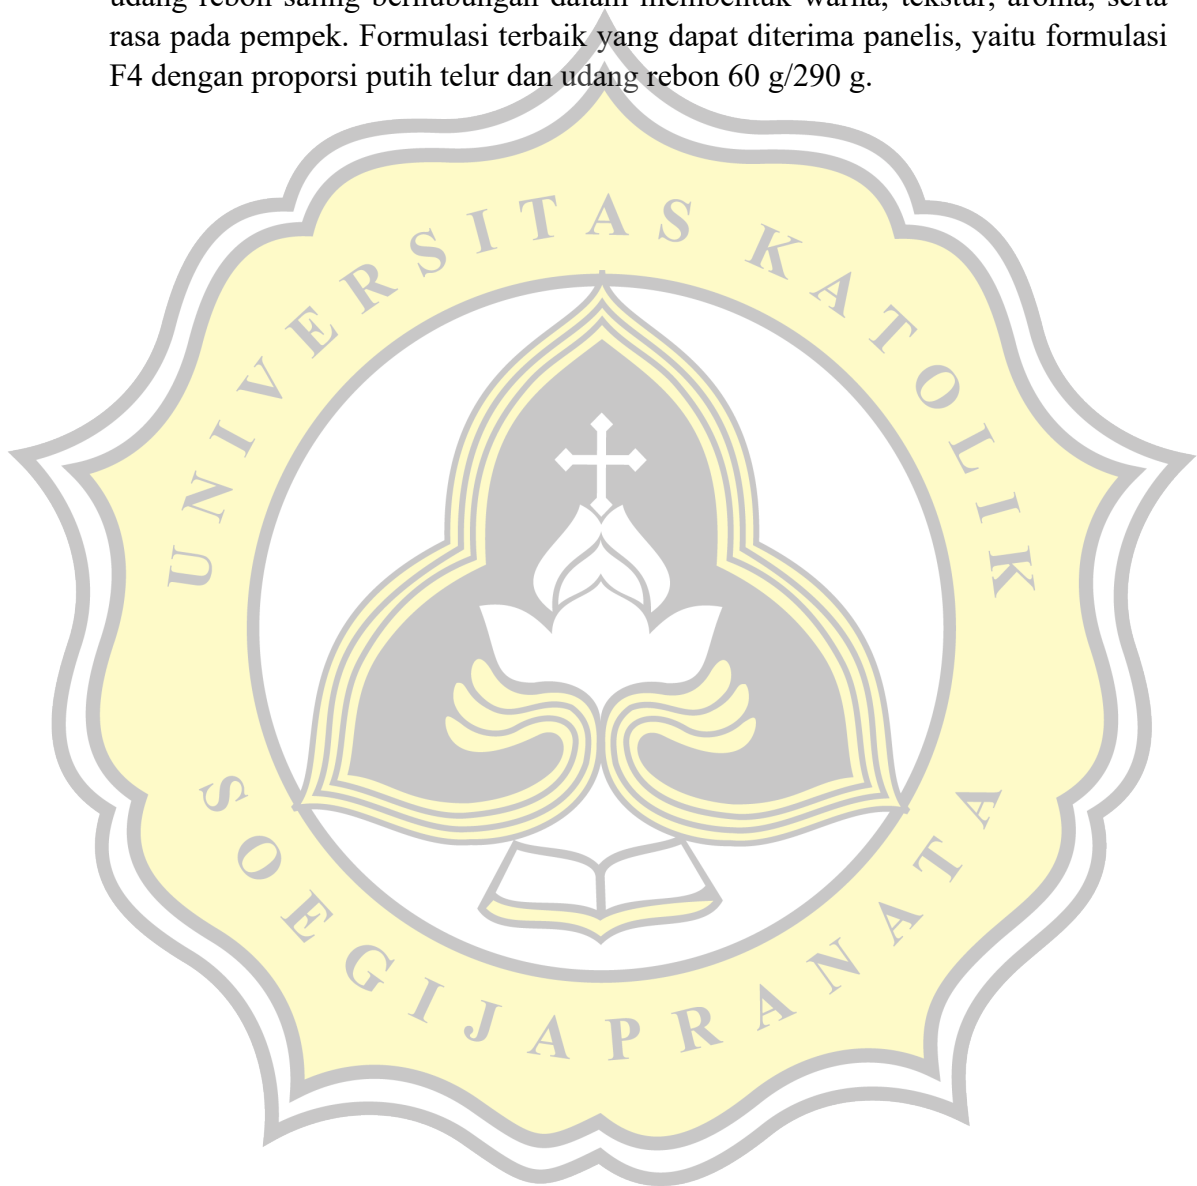 udang rebon saling berhubungan dalam membentuk warna, tekstur, aroma, serta
rasa pada pempek. Formulasi terbaik yang dapat diterima panelis, yaitu formulasi
F4 dengan proporsi putih telur dan udang rebon 60 g/290 g.
UNIVERSITAS KATOLIK
SOEGIJAPRANATA